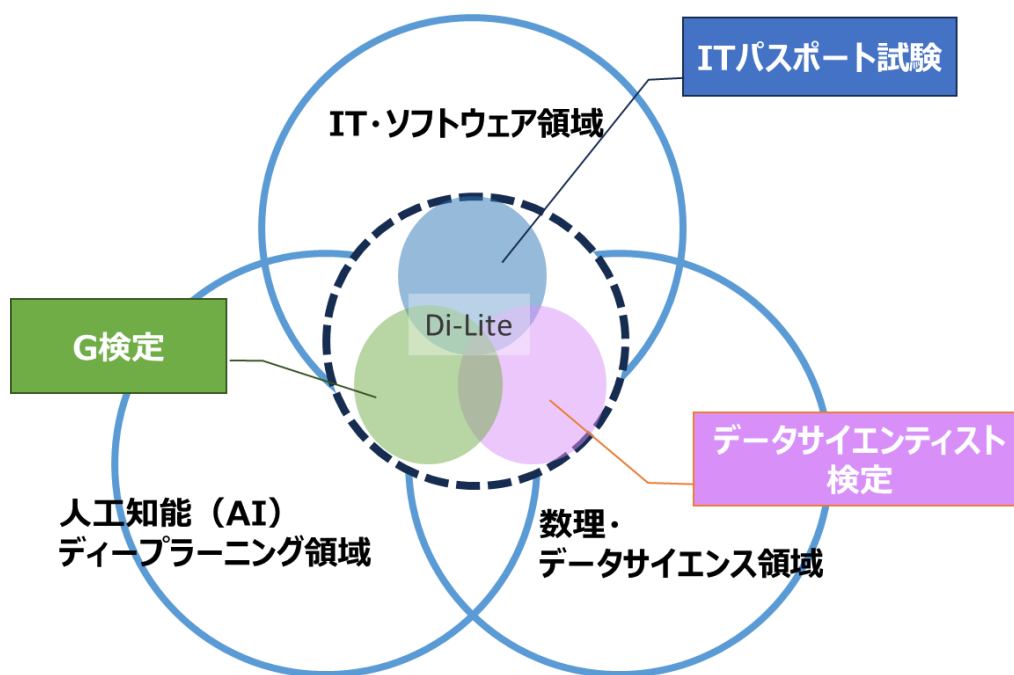 ITパスポート試験
IT・ソフトウェア領域
Di-Lite
G検定
データサイエンティスト
検定
人工知能（AI）
ディープラーニング領域
数理・
データサイエンス領域